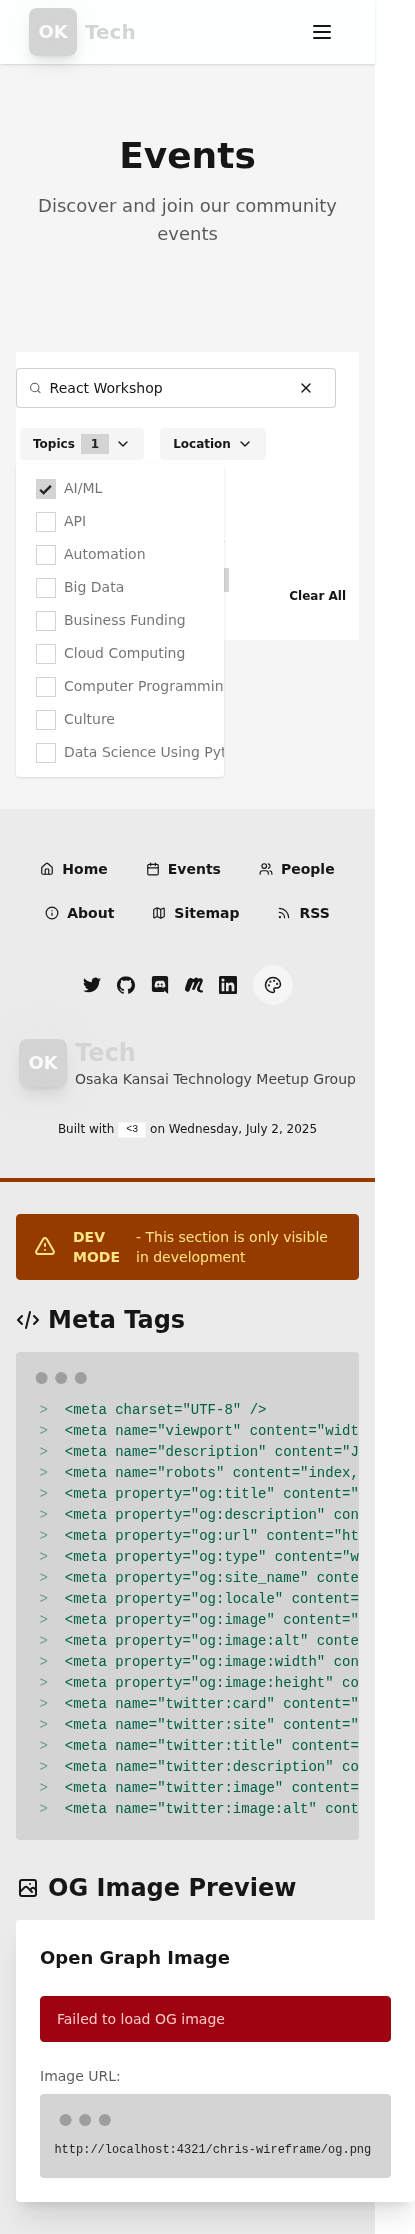 OK Tech
Events
Discover and join our community
events
React Workshop
Topics 1 Location
AI/ML
API
Automation
Big Data
Business Funding
Clear All
Cloud Computing
Computer Programmin
Culture
Data Science Using Pyt
Home Events People
About Sitemap RSS
OK Tech
Osaka Kansai Technology Meetup Group
Built with <3 on Wednesday, July 2, 2025
DEV MODE - This section is only visible in development
Meta Tags
> <meta charset="UTF-8" />
> <meta name="viewport" content="widt
> <meta name="description" content="J
> <meta name="robots" content="index,
> <meta property="og:title" content="
> <meta property="og:description" con
> <meta property="og:url" content="ht
> <meta property="og:type" content="w
> <meta property="og:site_name" conte
> <meta property="og:locale" content=
> <meta property="og:image" content="
> <meta property="og:image:alt" conte
> <meta property="og:image:width" con
> <meta property="og:image:height" co
> <meta name="twitter:card" content="
> <meta name="twitter:site" content="
> <meta name="twitter:title" content=
> <meta name="twitter:description" co
> <meta name="twitter:image" content=
> <meta name="twitter:image:alt" cont
OG Image Preview
Open Graph Image
Failed to load OG image
Image URL:
http://localhost:4321/chris-wireframe/og.png